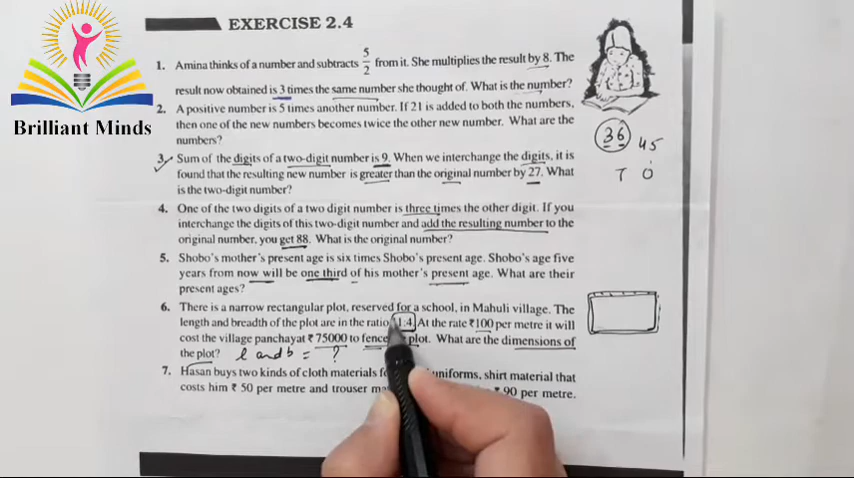 EXERCISE 2.4
1. Amina thinks of a number and subtracts 5/2 from it. She multiplies the result by 8. The
result now obtained is 3 times the same number she thought of. What is the number?
2. A positive number is 5 times another number. If 21 is added to both the numbers,
then one of the new numbers becomes twice the other new number. What are the
numbers?
3. Sum of the digits of a two-digit number is 9. When we interchange the digits, it is
found that the resulting new number is greater than the original number by 27. What
is the two-digit number?
4. One of the two digits of a two digit number is three times the other digit. If you
interchange the digits of this two-digit number and add the resulting number to the
original number, you get 88. What is the original number?
5. Shobo's mother's present age is six times Shobo's present age. Shobo's age five
years from now will be one third of his mother's present age. What are their
present ages?
6. There is a narrow rectangular plot, reserved for a school, in Mahuli village. The
length and breadth of the plot are in the ratio 11:4. At the rate ₹100 per metre it will
cost the village panchayat ₹ 75000 to fence plot. What are the dimensions of
the plot? l and b = ?
7. Hasan buys two kinds of cloth materials uniforms, shirt material that
costs him ₹ 50 per metre and trouser ₹ 90 per metre.
Brilliant Minds
36 45
T O